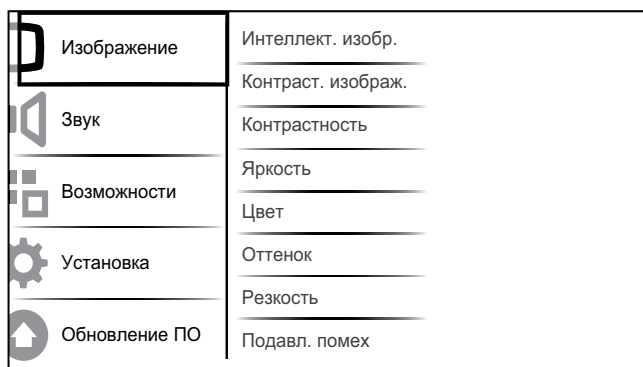 Изображение
Звук
Возможности
Установка
Обновление ПО
Интеллект. изобр.
Контраст. изображ.
Контрастность
Яркость
Цвет
Оттенок
Резкость
Подавл. помех